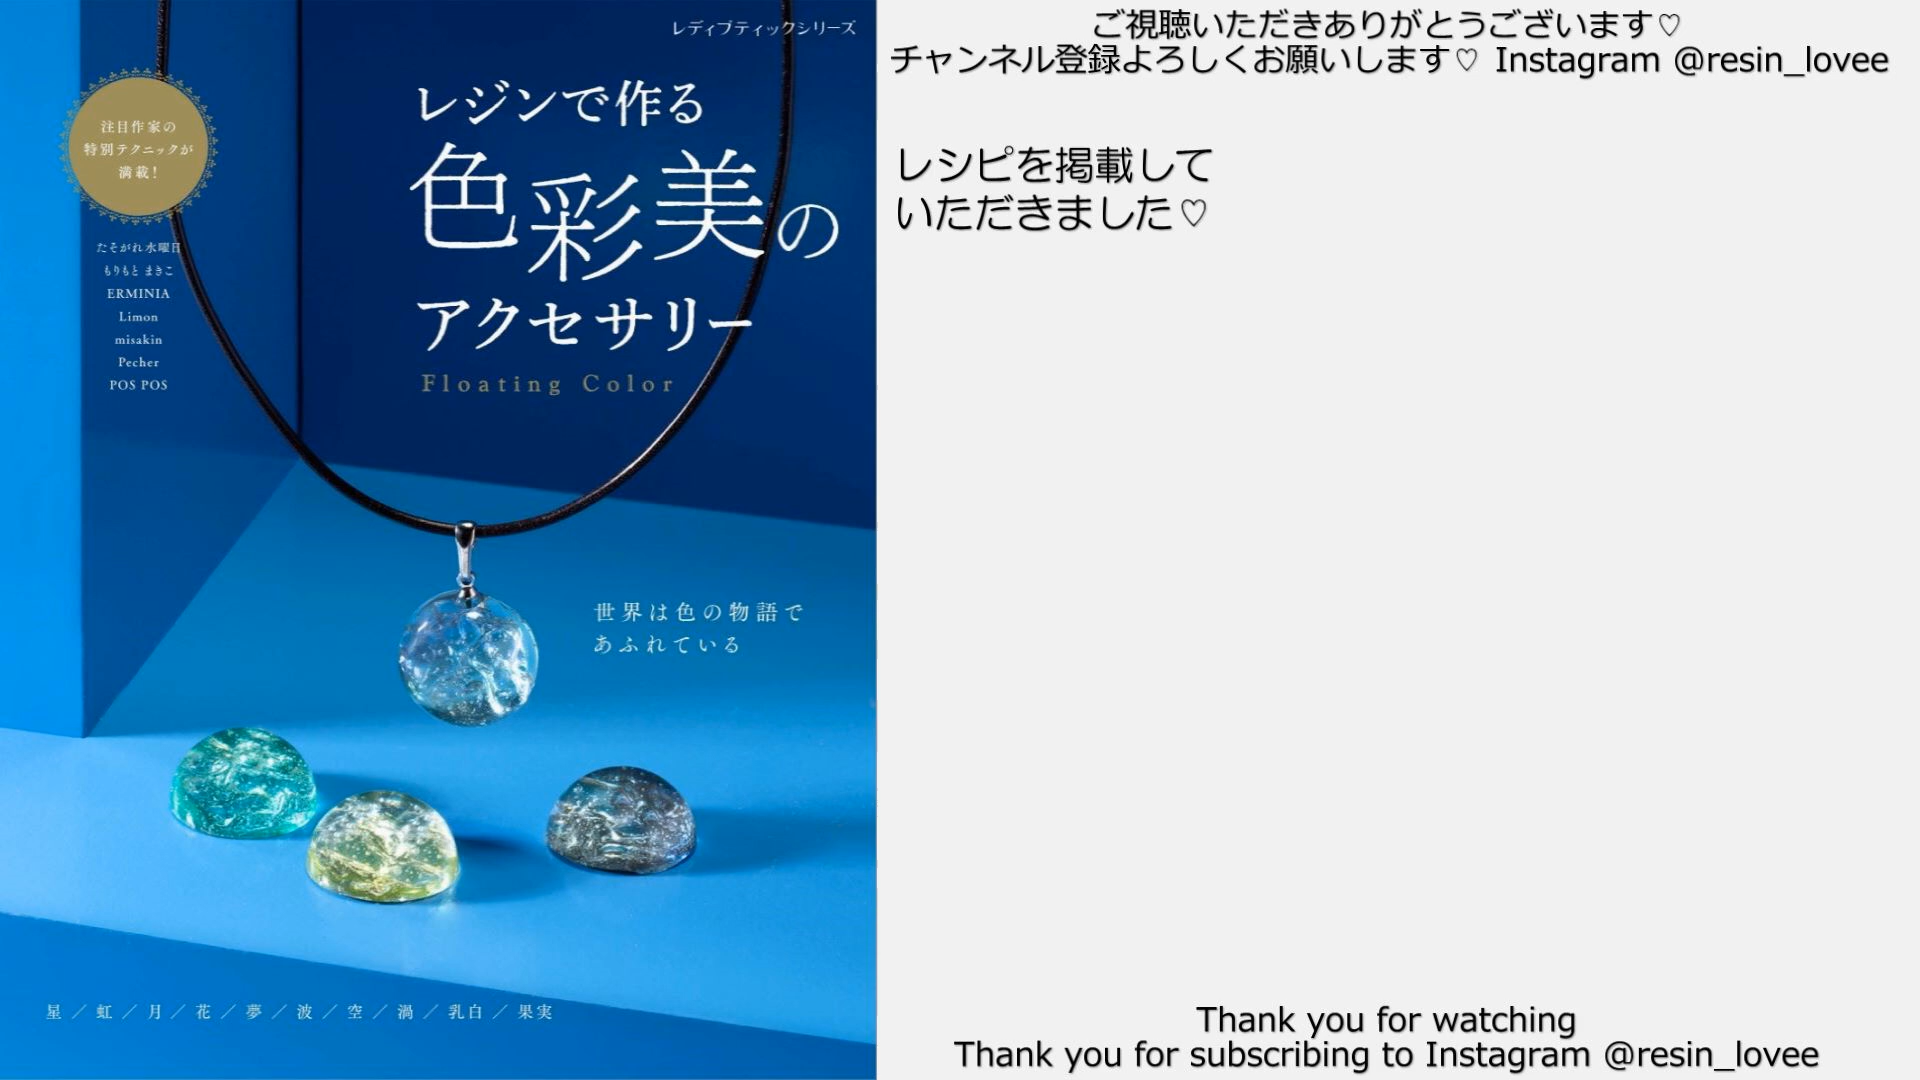 レディブティックシリーズ
レジンで作る
色彩美の
アクセサリー
Floating Color
注目作家の
特別テクニックが
満載!
たそがれ水曜日
もりもと まきこ
ERMINIA
Limon
misakin
Pecher
POS POS
世界は色の物語で
あふれている
星／虹／月／花／夢／波／空／渦／乳白／果実
ご視聴いただきありがとうございます♡
チャンネル登録よろしくお願いします♡ Instagram @resin_lovee
レシピを掲載して
いただきました♡
Thank you for watching
Thank you for subscribing to Instagram @resin_lovee